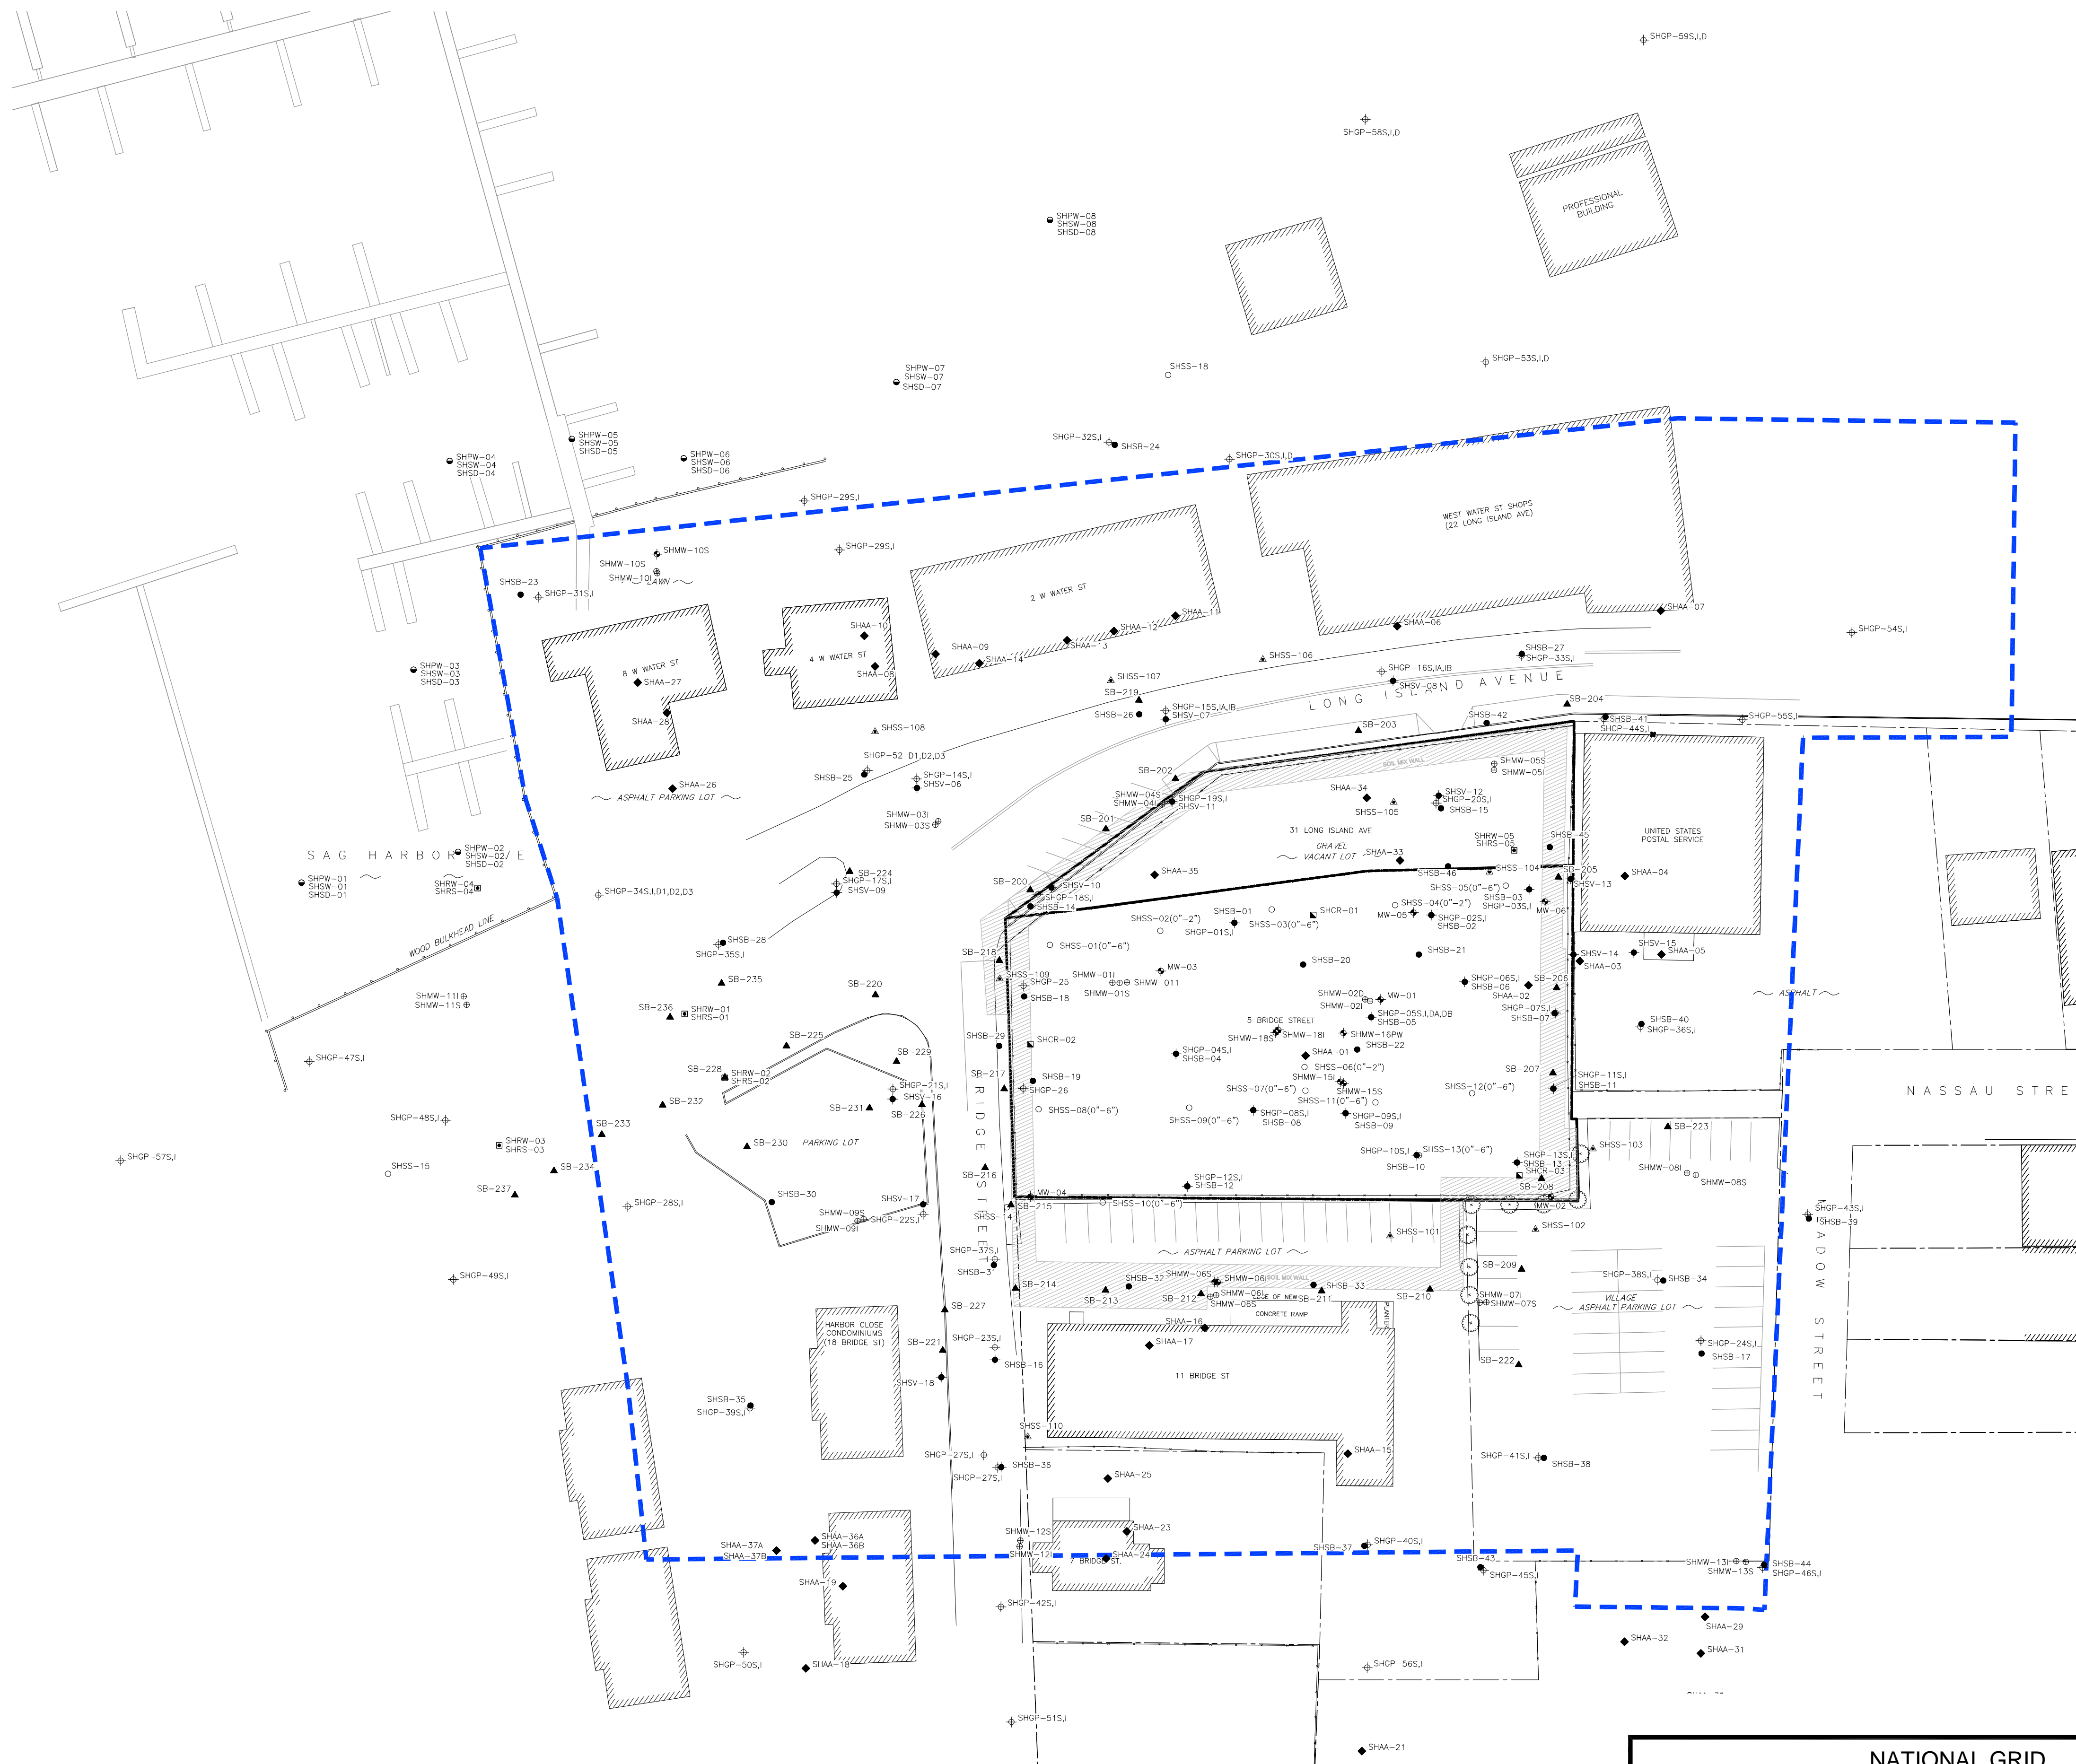 SHGP-59S,I,D
SHGP-58S,I,D
PROFESSIONAL
BUILDING
SHPW-08
SHSW-08
SHSD-08
SHGP-53S,I,D
SHPW-07
SHSW-07
SHSD-07
SHSS-18
SHPW-05
SHSW-05
SHSD-05
SHGP-32S,I
SHSB-24
SHPW-04
SHSW-04
SHSD-04
SHPW-06
SHSW-06
SHSD-06
SHGP-30S,I,D
SHGP-29S,I
WEST WATER ST SHOPS
(22 LONG ISLAND AVE)
SHMW-10S
SHGP-29S,I
SHMW-10S
SHMW-10I
LAWN
SHSB-23
SHGP-31S,I
2 W WATER ST
SHAA-11
SHAA-07
SHAA-10
SHAA-12
SHAA-06
SHGP-54S,I
SHAA-13
SHAA-09
SHAA-14
4 W WATER ST
SHAA-08
8 W WATER ST
SHAA-27
SHSS-106
SHSB-27
SHGP-33S,I
SHPW-03
SHSW-03
SHSD-03
SHGP-16S,IA,IB
SHSV-08
SHSS-107
LONG ISLAND AVENUE
SB-219
SB-204
SHAA-28
SHSB-26
SHGP-15S,IA,IB
SHSV-07
SHSB-42
SHSB-41
SHGP-55S,I
SHSS-108
SB-203
SHGP-44S,I
SHGP-52 D1,D2,D3
SHSB-25
SHGP-14S,I
SHSV-06
SB-202
SOIL MIX WALL
SHMW-05S
SHMW-05I
SHAA-26
ASPHALT PARKING LOT
SHMW-04S
SHMW-04I
SHGP-19S,I
SHSV-11
SHAA-34
SHSV-12
SHGP-20S,I
SHSB-15
SHSS-105
SHMW-03I
SHMW-03S
SB-201
31 LONG ISLAND AVE
GRAVEL
VACANT LOT
SHRW-05
SHRS-05
SHSB-45
UNITED STATES
POSTAL SERVICE
SAG HARBOR
SHPW-02
SHSW-02
SHSD-02
SHAA-33
SHSB-46
SHSS-104
SB-205
SHSV-13
SHAA-04
SHPW-01
SHSW-01
SHSD-01
SHRW-04
SHRS-04
SHGP-34S,I,D1,D2,D3
SB-224
SHGP-17S,I
SHSV-09
SB-200
SHSV-10
SHGP-18S,I
SHSB-14
SHAA-35
SHSS-05(0"-6")
SHSB-03
SHGP-03S,I
MW-06
SHSS-04(0"-2")
SHSS-02(0"-2")
SHSB-01
SHGP-01S,I
SHSS-03(0"-6")
SHCR-01
MW-05
SHGP-02S,I
SHSB-02
WOOD BULKHEAD LINE
SHSB-28
SHGP-35S,I
SHSS-01(0"-6")
SB-218
SHSB-21
SHSB-20
SHSV-14
SHAA-03
SHSV-15
SHAA-05
SHSS-109
SHGP-25
SHSB-18
MW-03
SHMW-01I
SHMW-01S
SHMW-011
SHGP-06S,I
SHSB-06
SB-206
SHAA-02
SB-235
SB-220
SHMW-11I
SHMW-11S
SHMW-02D
SHMW-02I
MW-01
ASPHALT
SB-236
SHRW-01
SHRS-01
SHGP-05S,I,DA,DB
SHSB-05
SHGP-07S,I
SHSB-07
SHSB-40
SHGP-36S,I
5 BRIDGE STREET
SHMW-18S
SHMW-18I
SHMW-16PW
SB-225
SHSB-29
SHCR-02
SHGP-04S,I
SHSB-04
SHAA-01
SHSB-22
SHGP-47S,I
SB-229
SHSS-06(0"-2")
SB-228
SHRW-02
SHRS-02
SB-217
SHSB-19
SHGP-26
SHMW-15I
SHMW-15S
SB-207
SHGP-11S,I
SHSB-11
SHGP-21S,I
SHSV-16
SHSS-07(0"-6")
SHSS-12(0"-6")
NASSAU STRE
SB-232
SB-231
SB-226
SHSS-08(0"-6")
SHSS-09(0"-6")
SHSS-11(0"-6")
SHGP-08S,I
SHSB-08
SHGP-09S,I
SHSB-09
SHGP-48S,I
SB-233
SB-223
SB-230
PARKING LOT
SHRW-03
SHRS-03
SHGP-57S,I
SHGP-10S,I
SHSB-10
SHSS-13(0"-6")
SHGP-13S,I
SHSB-13
SHCR-03
SHSS-103
SHSS-15
SB-234
SB-216
SHMW-08I
SHMW-08S
SB-237
SHGP-12S,I
SHSB-12
SB-208
MW-02
MW-04
SHGP-28S,I
SHSB-30
SHSV-17
SB-215
SHSS-14
SHSS-10(0"-6")
SHGP-43S,I
SHSB-39
SHMW-09S
SHMW-09I
SHGP-22S,I
SHSS-101
SHSS-102
MEADOW STREET
SHGP-37S,I
SHSB-31
ASPHALT PARKING LOT
SB-209
SHGP-49S,I
SHGP-38S,I
SHSB-34
SB-214
SB-213
SHSB-32
SHMW-06S
SHMW-06I
SOIL MIX WALL
SB-212
SHMW-06I
SHMW-06S
SHSB-33
SB-211
SB-210
SHMW-07I
SHMW-07S
VILLAGE
ASPHALT PARKING LOT
EDGE OF NEW
CONCRETE RAMP
PLANTER
SB-227
HARBOR CLOSE
CONDOMINIUMS
(18 BRIDGE ST)
SHAA-16
SHAA-17
SB-221
SHGP-23S,I
SHSB-16
SHGP-24S,I
SHSB-17
SB-222
SHSV-18
11 BRIDGE ST
SHSB-35
SHGP-39S,I
SHSS-110
SHGP-27S,I
SHSB-36
SHGP-27S,I
SHAA-25
SHAA-15
SHGP-41S,I
SHSB-38
SHAA-36A
SHAA-36B
SHAA-37A
SHAA-37B
SHMW-12S
SHMW-12I
SHAA-23
SHAA-24
7 BRIDGE ST.
SHSB-37
SHGP-40S,I
SHSB-43
SHGP-45S,I
SHMW-13I
SHMW-13S
SHSB-44
SHGP-46S,I
SHAA-19
SHGP-42S,I
SHAA-29
SHAA-32
SHAA-31
SHGP-50S,I
SHAA-18
SHGP-56S,I
SHGP-51S,I
SHAA-21
NATIONAL GRID